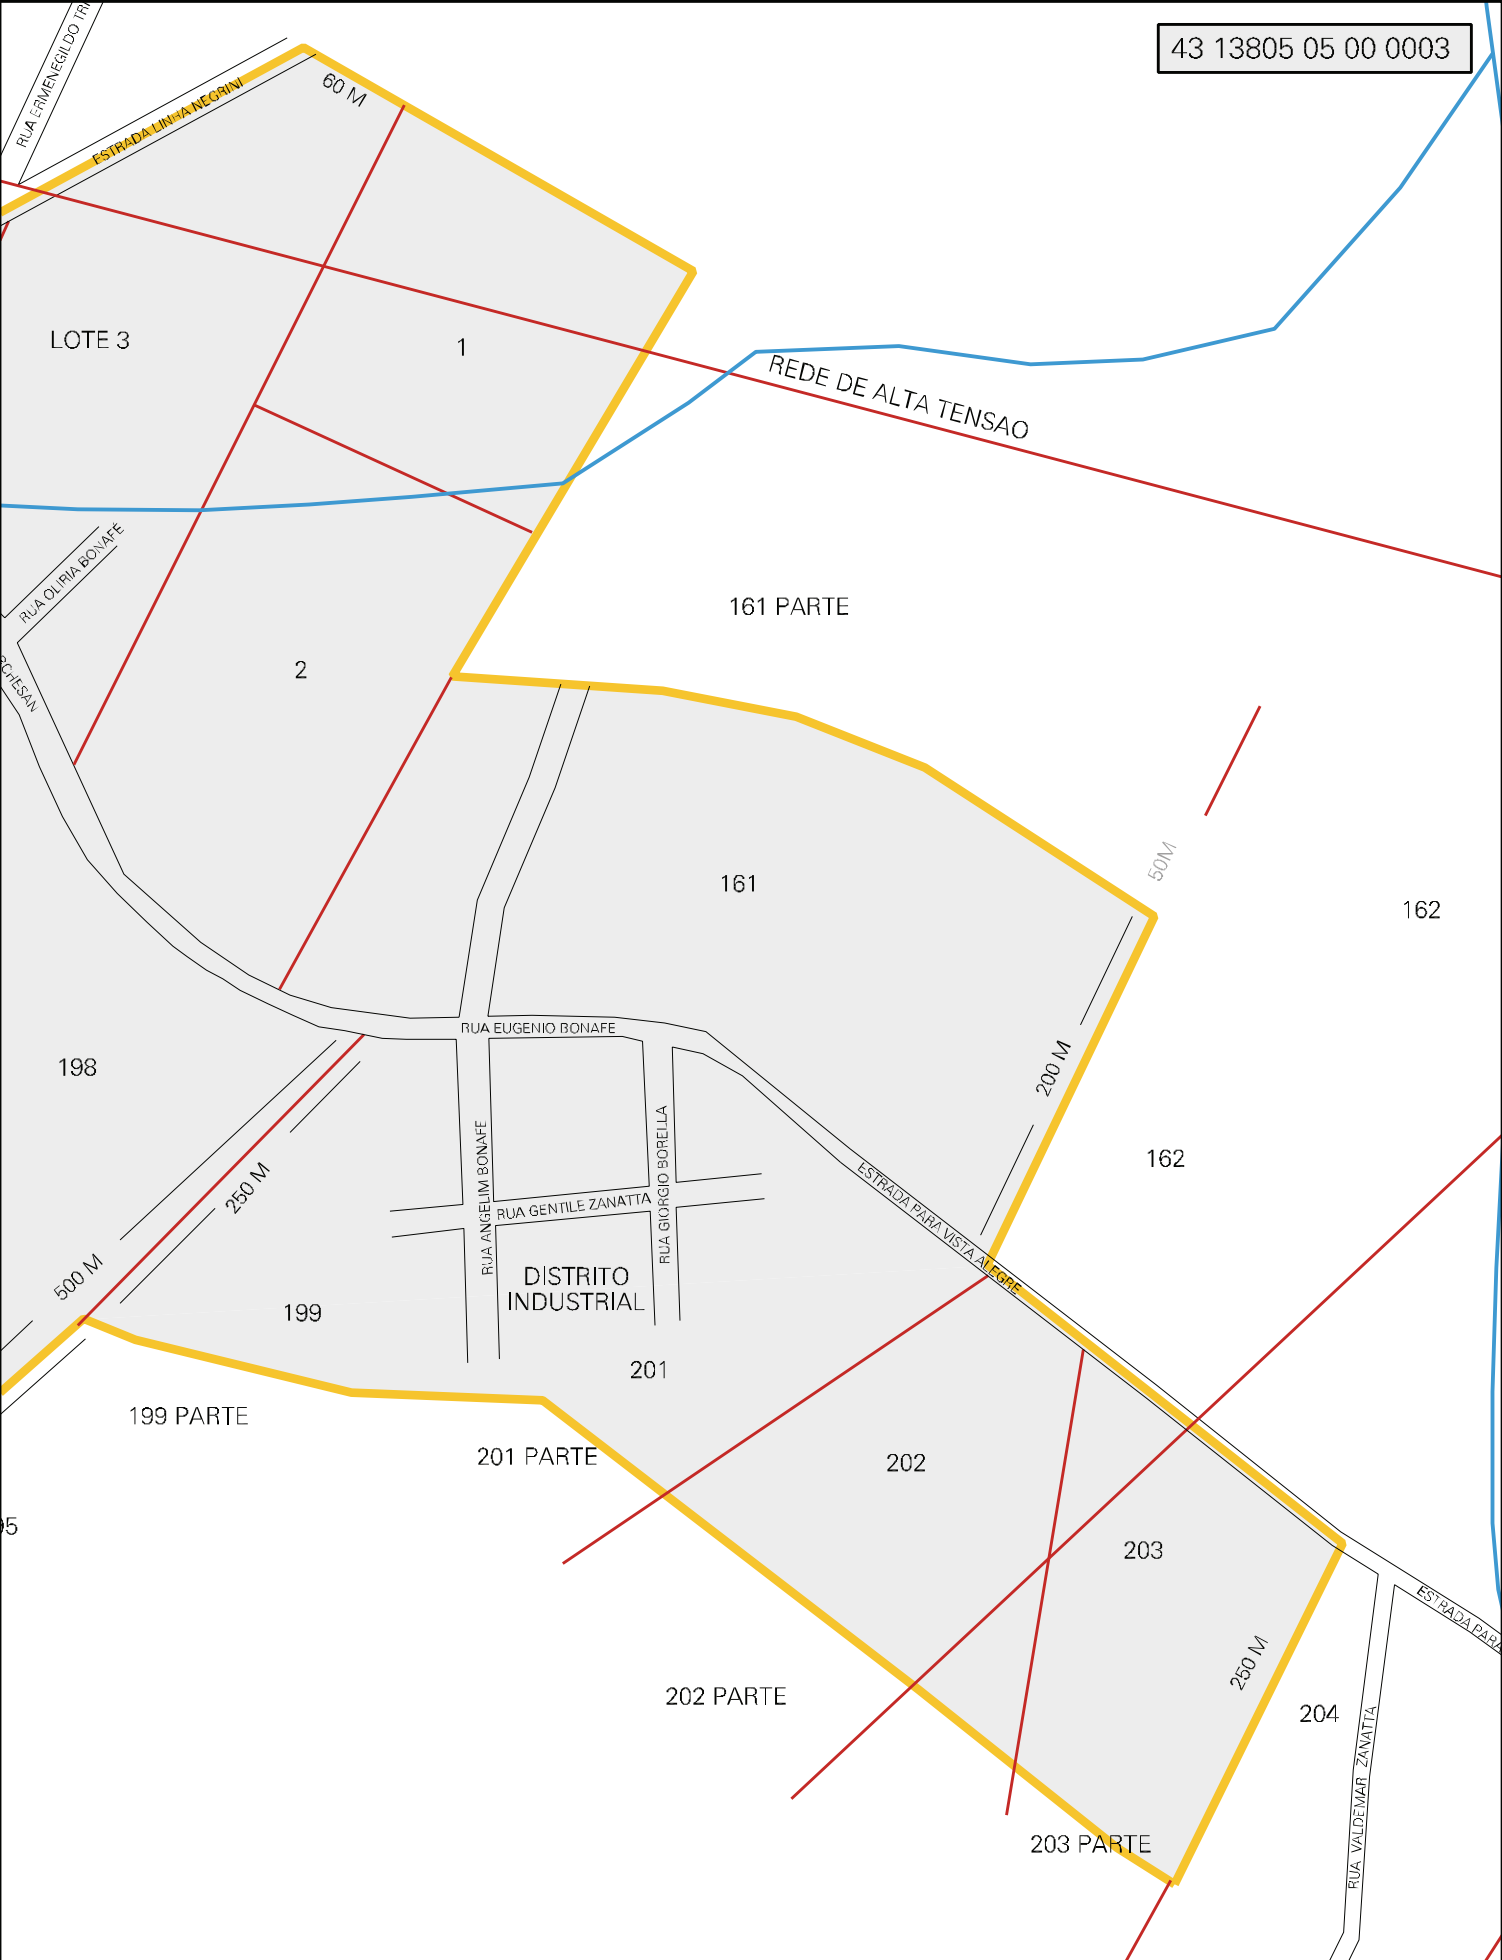 43 13805 05 00 0003
RUA ERMENEGILDO
60 M
ESTRADA LINHA NEGRINI
LOTE 3
1
REDE DE ALTA TENSAO
RUA OLIRIA BONAFÉ
161 PARTE
2
50M
161
162
RUA EUGENIO BONAFE
198
200 M
250 M
RUA ANGELIM BONAFE
RUA GIORGIO BORELLA
162
ESTRADA PARA VISTA ALEGRE
RUA GENTILE ZANATTA
500 M
DISTRITO
INDUSTRIAL
199
201
199 PARTE
201 PARTE
202
203
ESTRADA PARA
250 M
202 PARTE
204
RUA VALDEMAR ZANATTA
203 PARTE